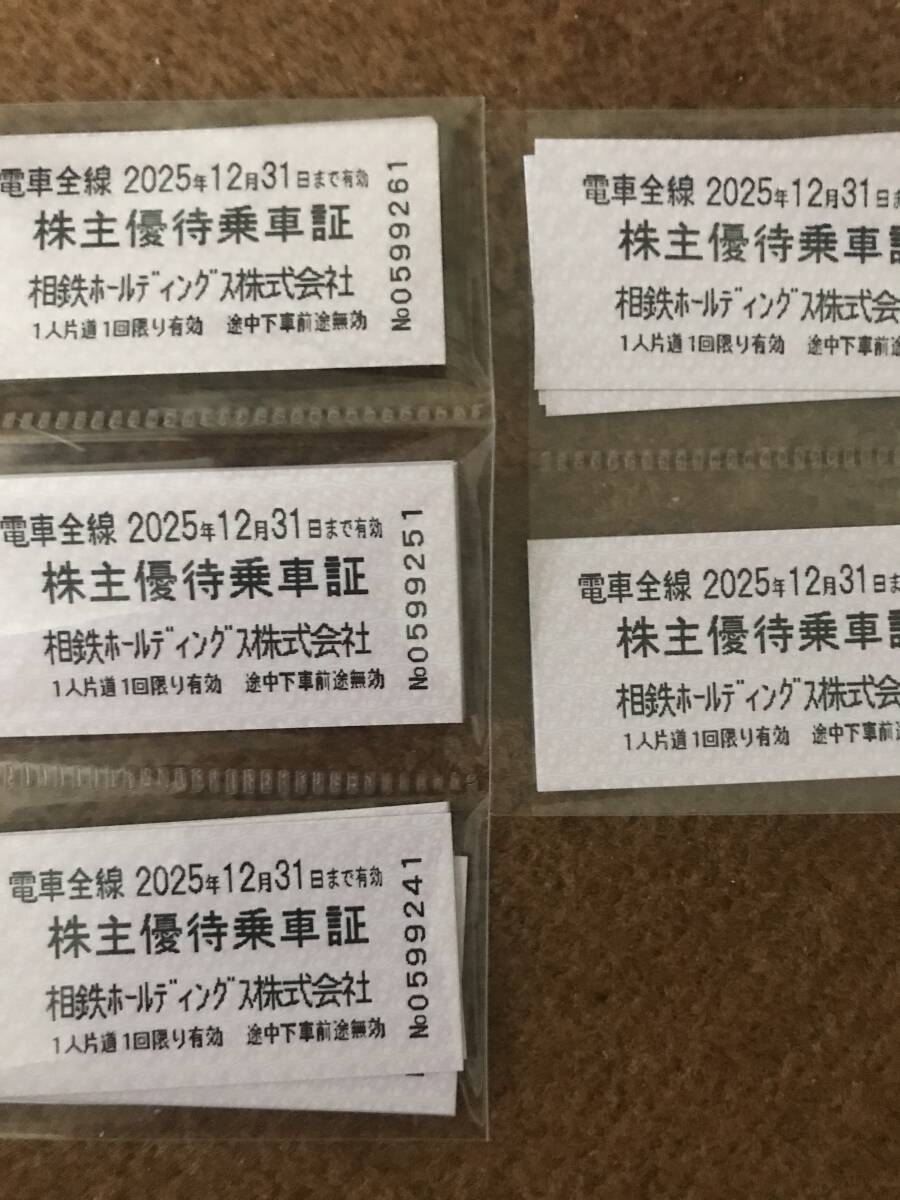 電車全線 2025年12月31日まで有効
株主優待乗車証
相鉄ホールディングス株式会社
1人片道1回限り有効 途中下車前途無効
№0599261
電車全線 2025年12月31日まで有効
株主優待乗車証
相鉄ホールディングス株式会社
1人片道1回限り有効 途中下車前途無効
№0599251
電車全線 2025年12月31日まで有効
株主優待乗車証
相鉄ホールディングス株式会社
1人片道1回限り有効 途中下車前途無効
№0599241
電車全線 2025年12月31日ま
株主優待乗車
相鉄ホールディングス株式会
1人片道1回限り有効 途中下車前途
電車全線 2025年12月31日ま
株主優待乗車
相鉄ホールディングス株式会
1人片道1回限り有効 途中下車前途